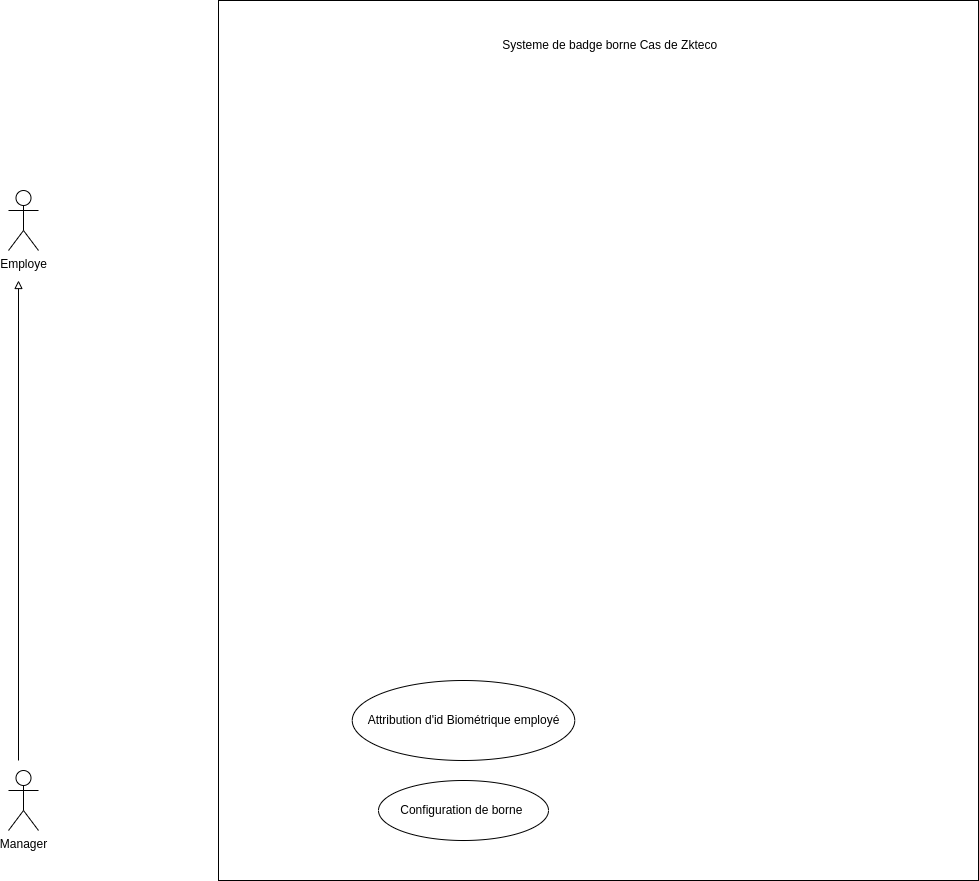 Systeme de badge borne Cas de Zkteco
Employe
Attribution d'id Biométrique employé
Configuration de borne
Manager